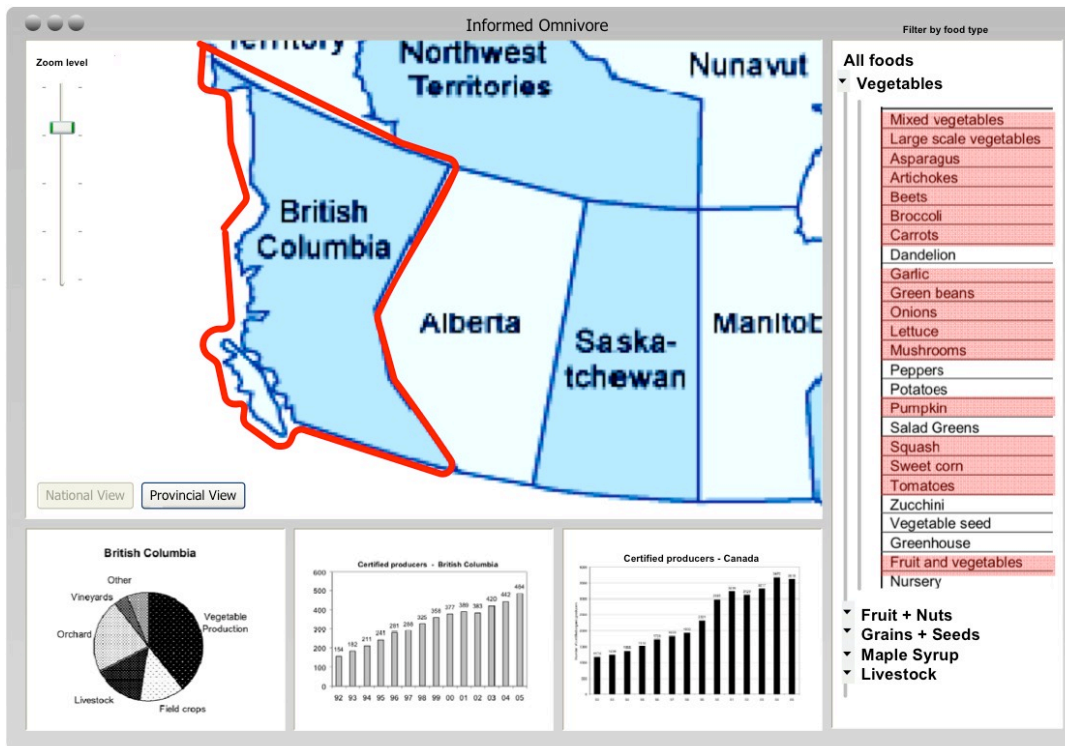 Informed Omnivore
Filter by food type
Zoom level
Territory
Northwest
Territories
Nunavut
British
Columbia
Alberta
Saska-
tchewan
Manitob
National View
Provincial View
All foods
Vegetables
Mixed vegetables
Large scale vegetables
Asparagus
Artichokes
Beets
Broccoli
Carrots
Dandelion
Garlic
Green beans
Onions
Lettuce
Mushrooms
Peppers
Potatoes
Pumpkin
Salad Greens
Squash
Sweet corn
Tomatoes
Zucchini
Vegetable seed
Greenhouse
Fruit and vegetables
Nursery
Fruit + Nuts
Grains + Seeds
Maple Syrup
Livestock
British Columbia
Other
Vineyards
Vegetable
Production
Orchard
Livestock
Field crops
Certified producers - British Columbia
600
500
400
300
200
100
0
154 182 211 241 281 288 325 358 377 388 383 420 442 484
92 93 94 95 96 97 98 99 00 01 02 03 04 05
Certified producers - Canada